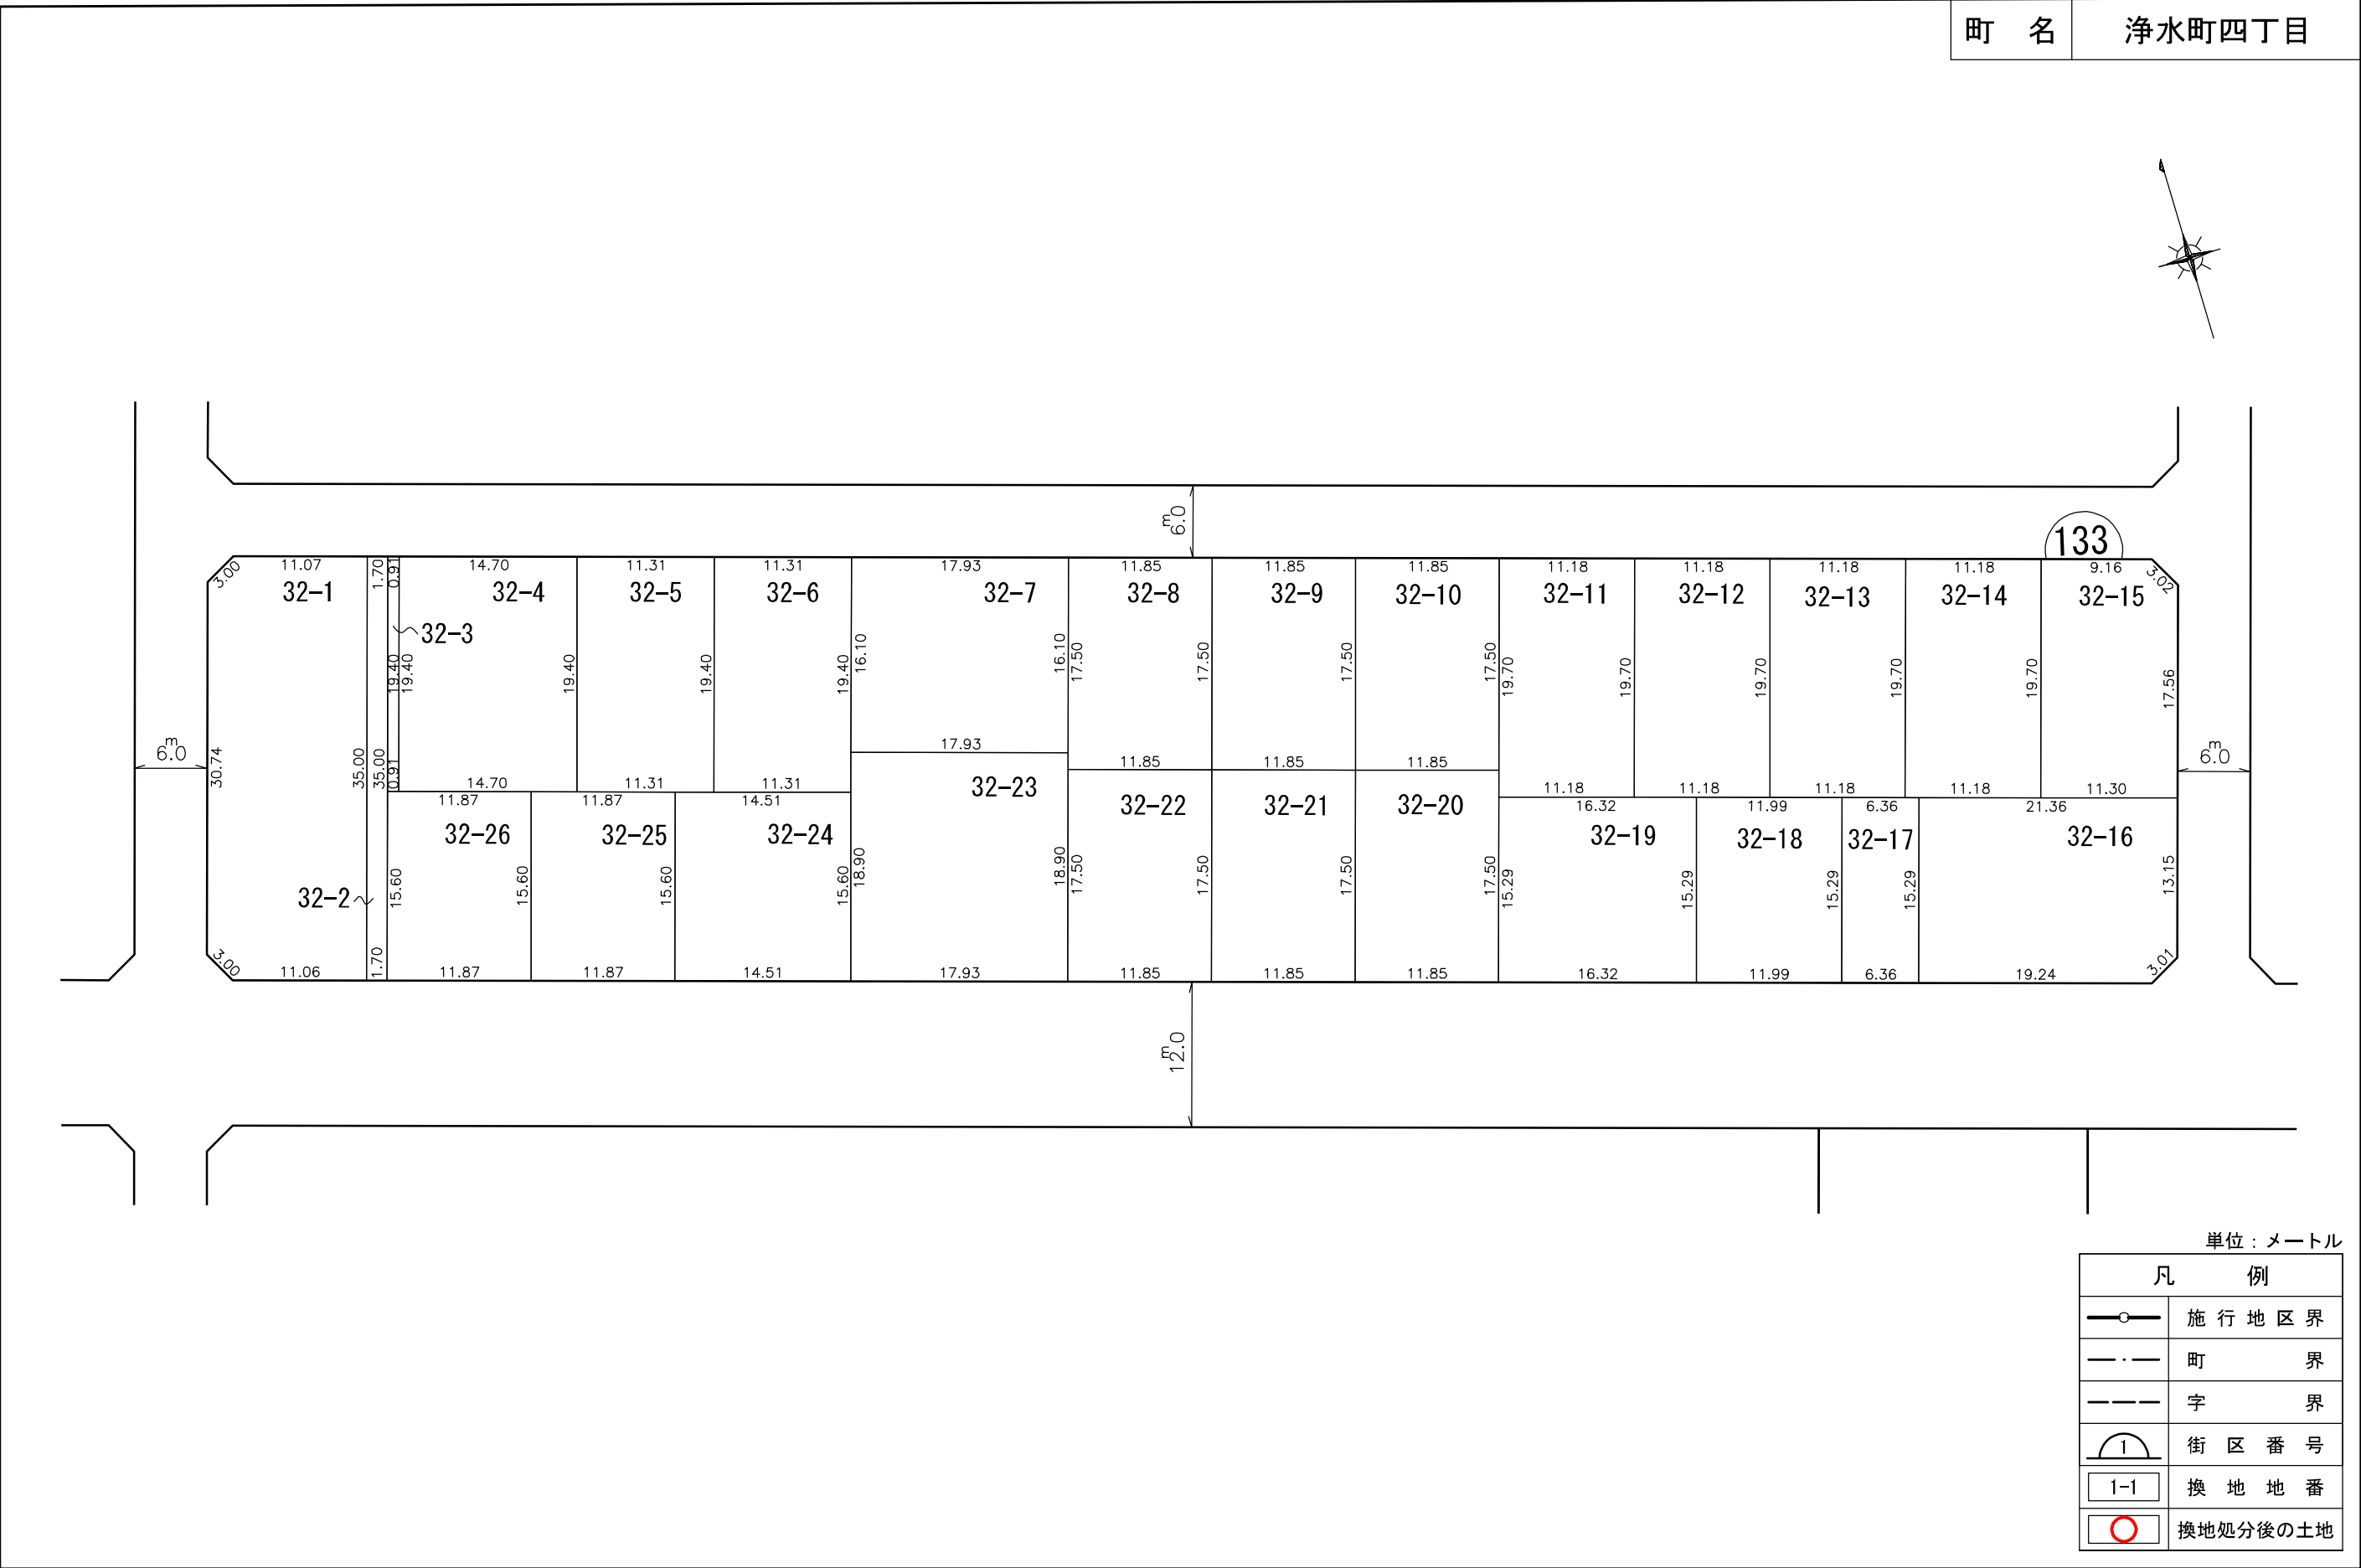 町 名 浄水町四丁目
m
6.0
133
3.00 11.07 1.70 0.91 14.70 11.31 11.31 17.93 11.85 11.85 11.85 11.18 11.18 11.18 11.18 9.16 3.02
32-1 32-4 32-5 32-6 32-7 32-8 32-9 32-10 32-11 32-12 32-13 32-14 32-15
32-3
19.40 19.40 19.40 19.40 19.40 16.10 16.10 17.50 17.50 17.50 17.50 19.70 19.70 19.70 19.70 19.70 17.56
m
6.0
30.74 35.00 35.00 0.91
17.93
11.85 11.85 11.85
m
6.0
14.70 11.31 11.31
11.18 11.18 11.18 11.18 11.30
11.87 11.87 14.51
16.32 11.99 6.36 21.36
32-26 32-25 32-24 32-23 32-22 32-21 32-20 32-19 32-18 32-17 32-16
32-2
15.60 15.60 15.60 15.60 18.90 18.90 17.50 17.50 17.50 17.50 15.29 15.29 15.29 15.29 13.15
3.00 11.06 1.70 11.87 11.87 14.51 17.93 11.85 11.85 11.85 16.32 11.99 6.36 19.24 3.01
m
12.0
単位：メートル
凡 例
施行地区界
町 界
字 界
1 街区番号
1-1 換地地番
換地処分後の土地